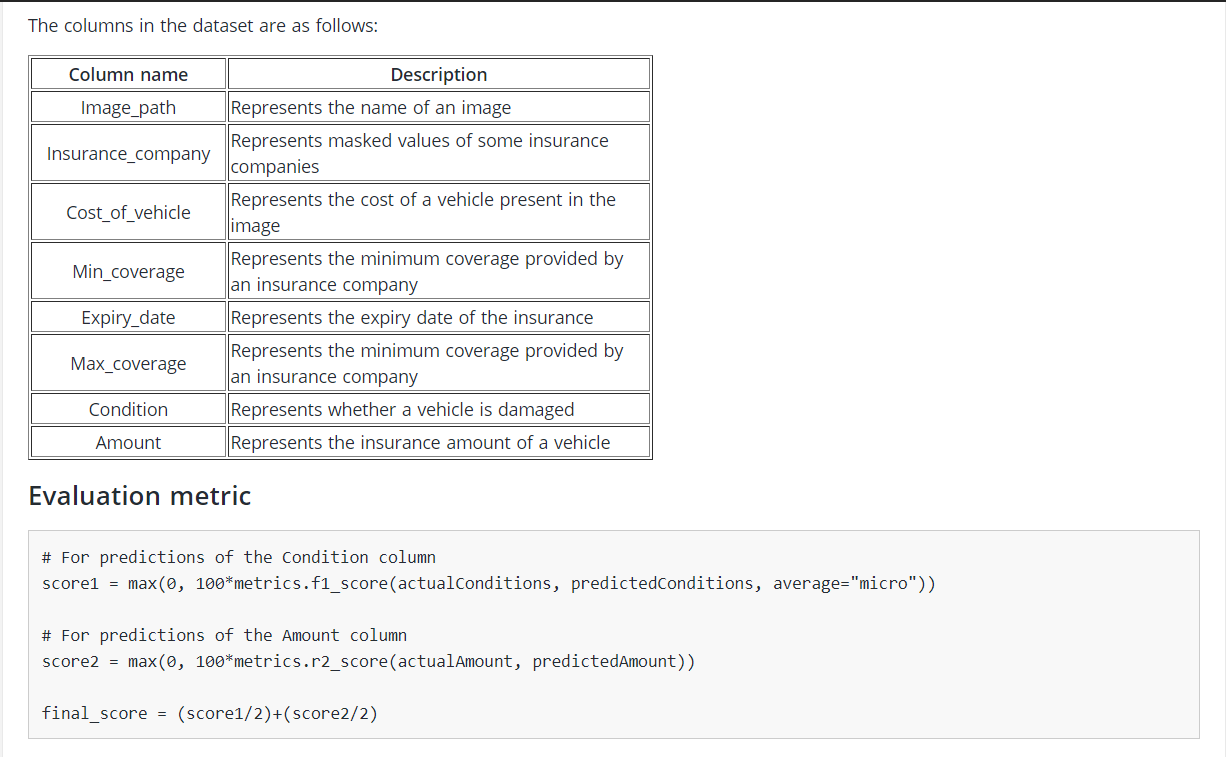 The columns in the dataset are as follows:
Column name Description
Image_path Represents the name of an image
Insurance_company Represents masked values of some insurance
companies
Cost_of_vehicle Represents the cost of a vehicle present in the
image
Min_coverage Represents the minimum coverage provided by
an insurance company
Expiry_date Represents the expiry date of the insurance
Max_coverage Represents the minimum coverage provided by
an insurance company
Condition Represents whether a vehicle is damaged
Amount Represents the insurance amount of a vehicle
Evaluation metric
# For predictions of the Condition column
score1 = max(0, 100*metrics.f1_score(actualConditions, predictedConditions, average="micro"))
# For predictions of the Amount column
score2 = max(0, 100*metrics.r2_score(actualAmount, predictedAmount))
final_score = (score1/2)+(score2/2)